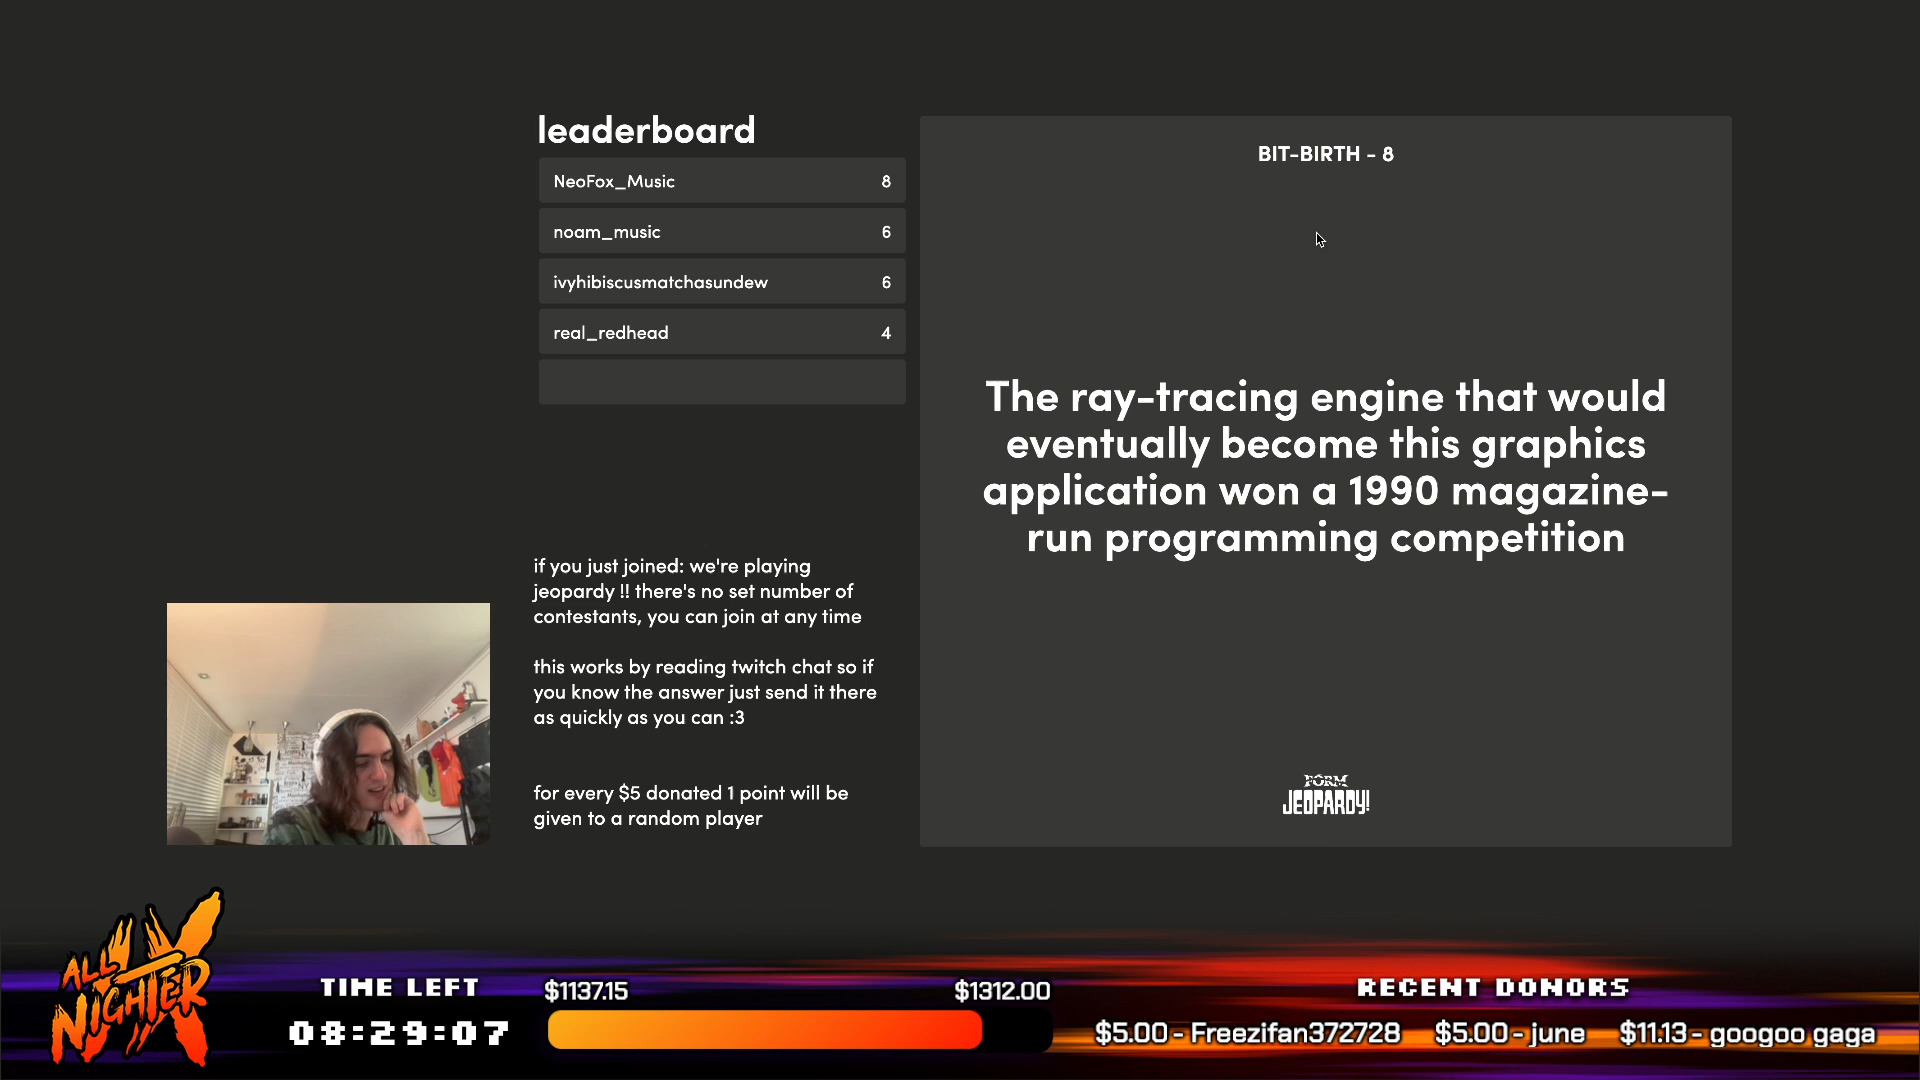 leaderboard
NeoFox_Music 8
noam_music 6
ivyhibiscusmatchasundew 6
real_redhead 4
if you just joined: we're playing
jeopardy !! there's no set number of
contestants, you can join at any time
this works by reading twitch chat so if
you know the answer just send it there
as quickly as you can :3
for every $5 donated 1 point will be
given to a random player
BIT-BIRTH - 8
The ray-tracing engine that would
eventually become this graphics
application won a 1990 magazine-
run programming competition
FORM
JEOPARDY!
ALL
NIGHTER
TIME LEFT
08:29:07
$1137.15 $1312.00
RECENT DONORS
$5.00 - Freezifan372728 $5.00 - june $11.13 - googoo gaga